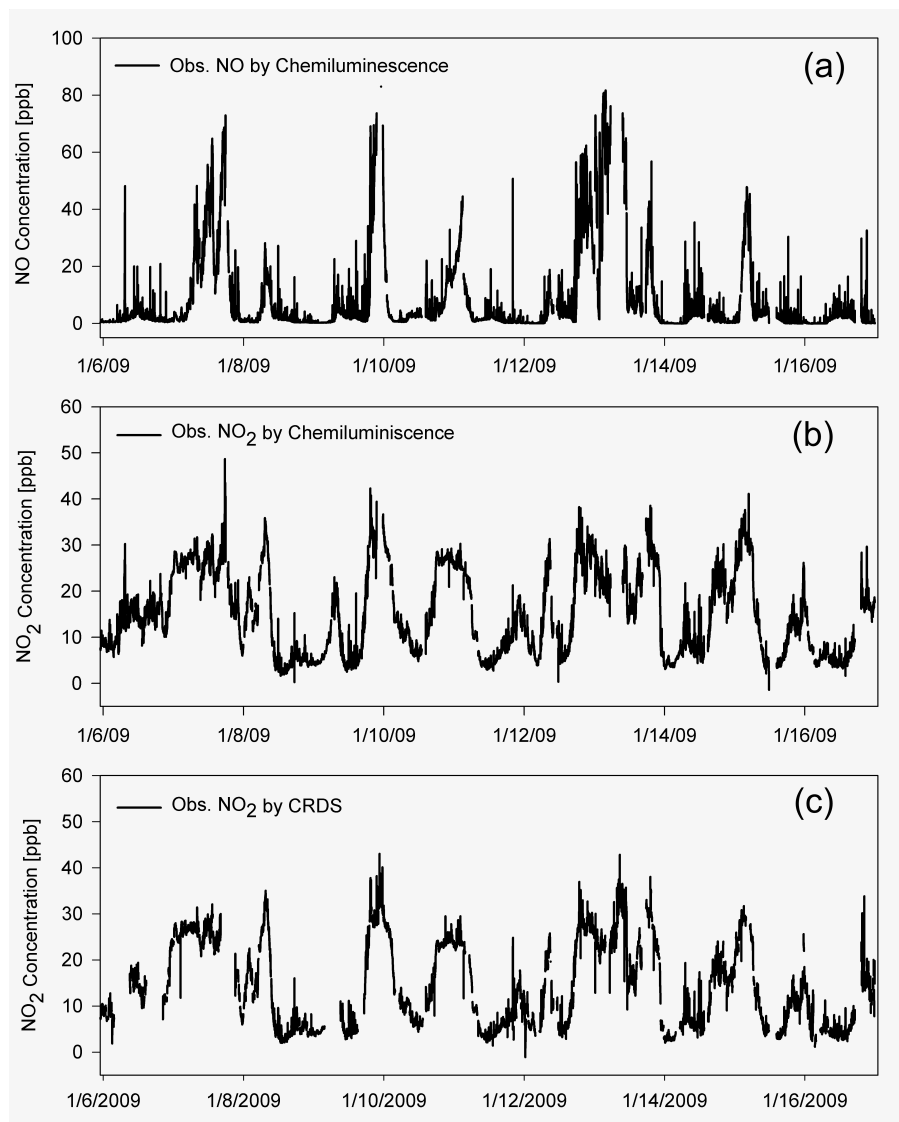 (a)
Obs. NO by Chemiluminescence
NO Concentration [ppb]
100
80
60
40
20
0
1/6/09 1/8/09 1/10/09 1/12/09 1/14/09 1/16/09
(b)
Obs. NO2 by Chemiluminiscence
NO2 Concentration [ppb]
60
50
40
30
20
10
0
1/6/09 1/8/09 1/10/09 1/12/09 1/14/09 1/16/09
(c)
Obs. NO2 by CRDS
NO2 Concentration [ppb]
60
50
40
30
20
10
0
1/6/2009 1/8/2009 1/10/2009 1/12/2009 1/14/2009 1/16/2009